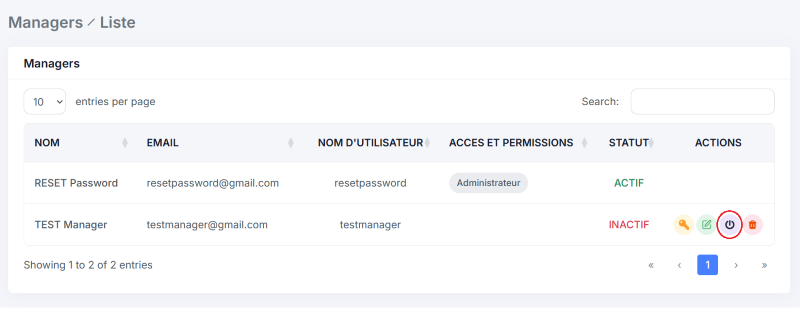 Managers / Liste
Managers
10 entries per page Search:
NOM EMAIL NOM D'UTILISATEUR ACCES ET PERMISSIONS STATUT ACTIONS
RESET Password resetpassword@gmail.com resetpassword Administrateur ACTIF
TEST Manager testmanager@gmail.com testmanager INACTIF
Showing 1 to 2 of 2 entries « ‹ 1 › »